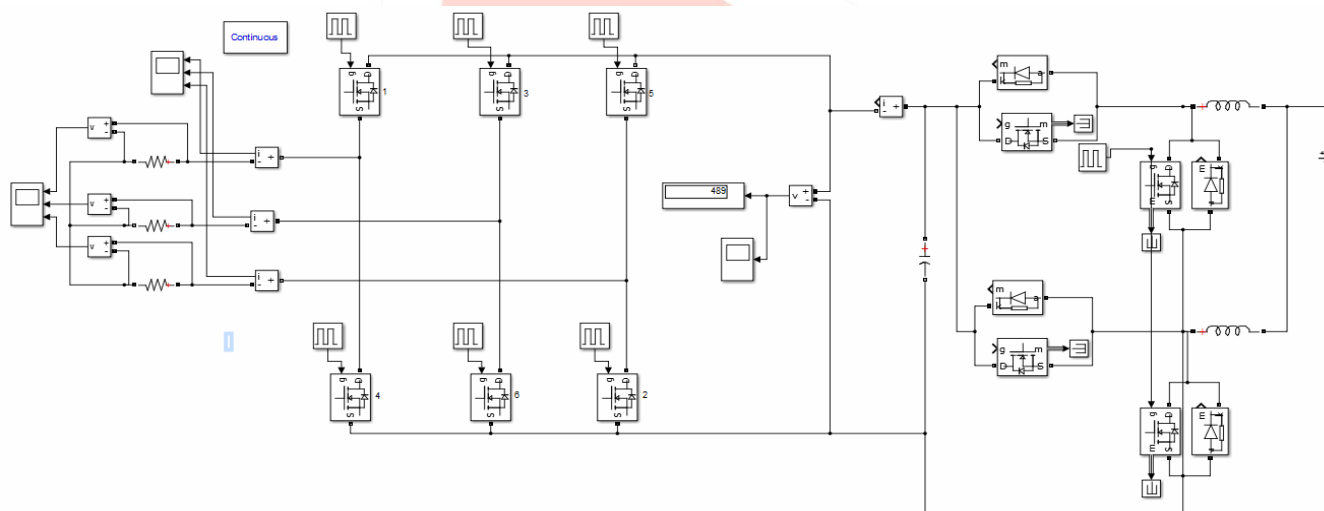 Continuous
g D S 1
g D S 3
g D S 5
m k a
i + -
g m D S
v + -
i + -
v + -
i + -
v + -
i + -
489
v + -
g D m S
m
m k a
g m D S
g D S 4
g D S 6
g D S 2
g D m S
m